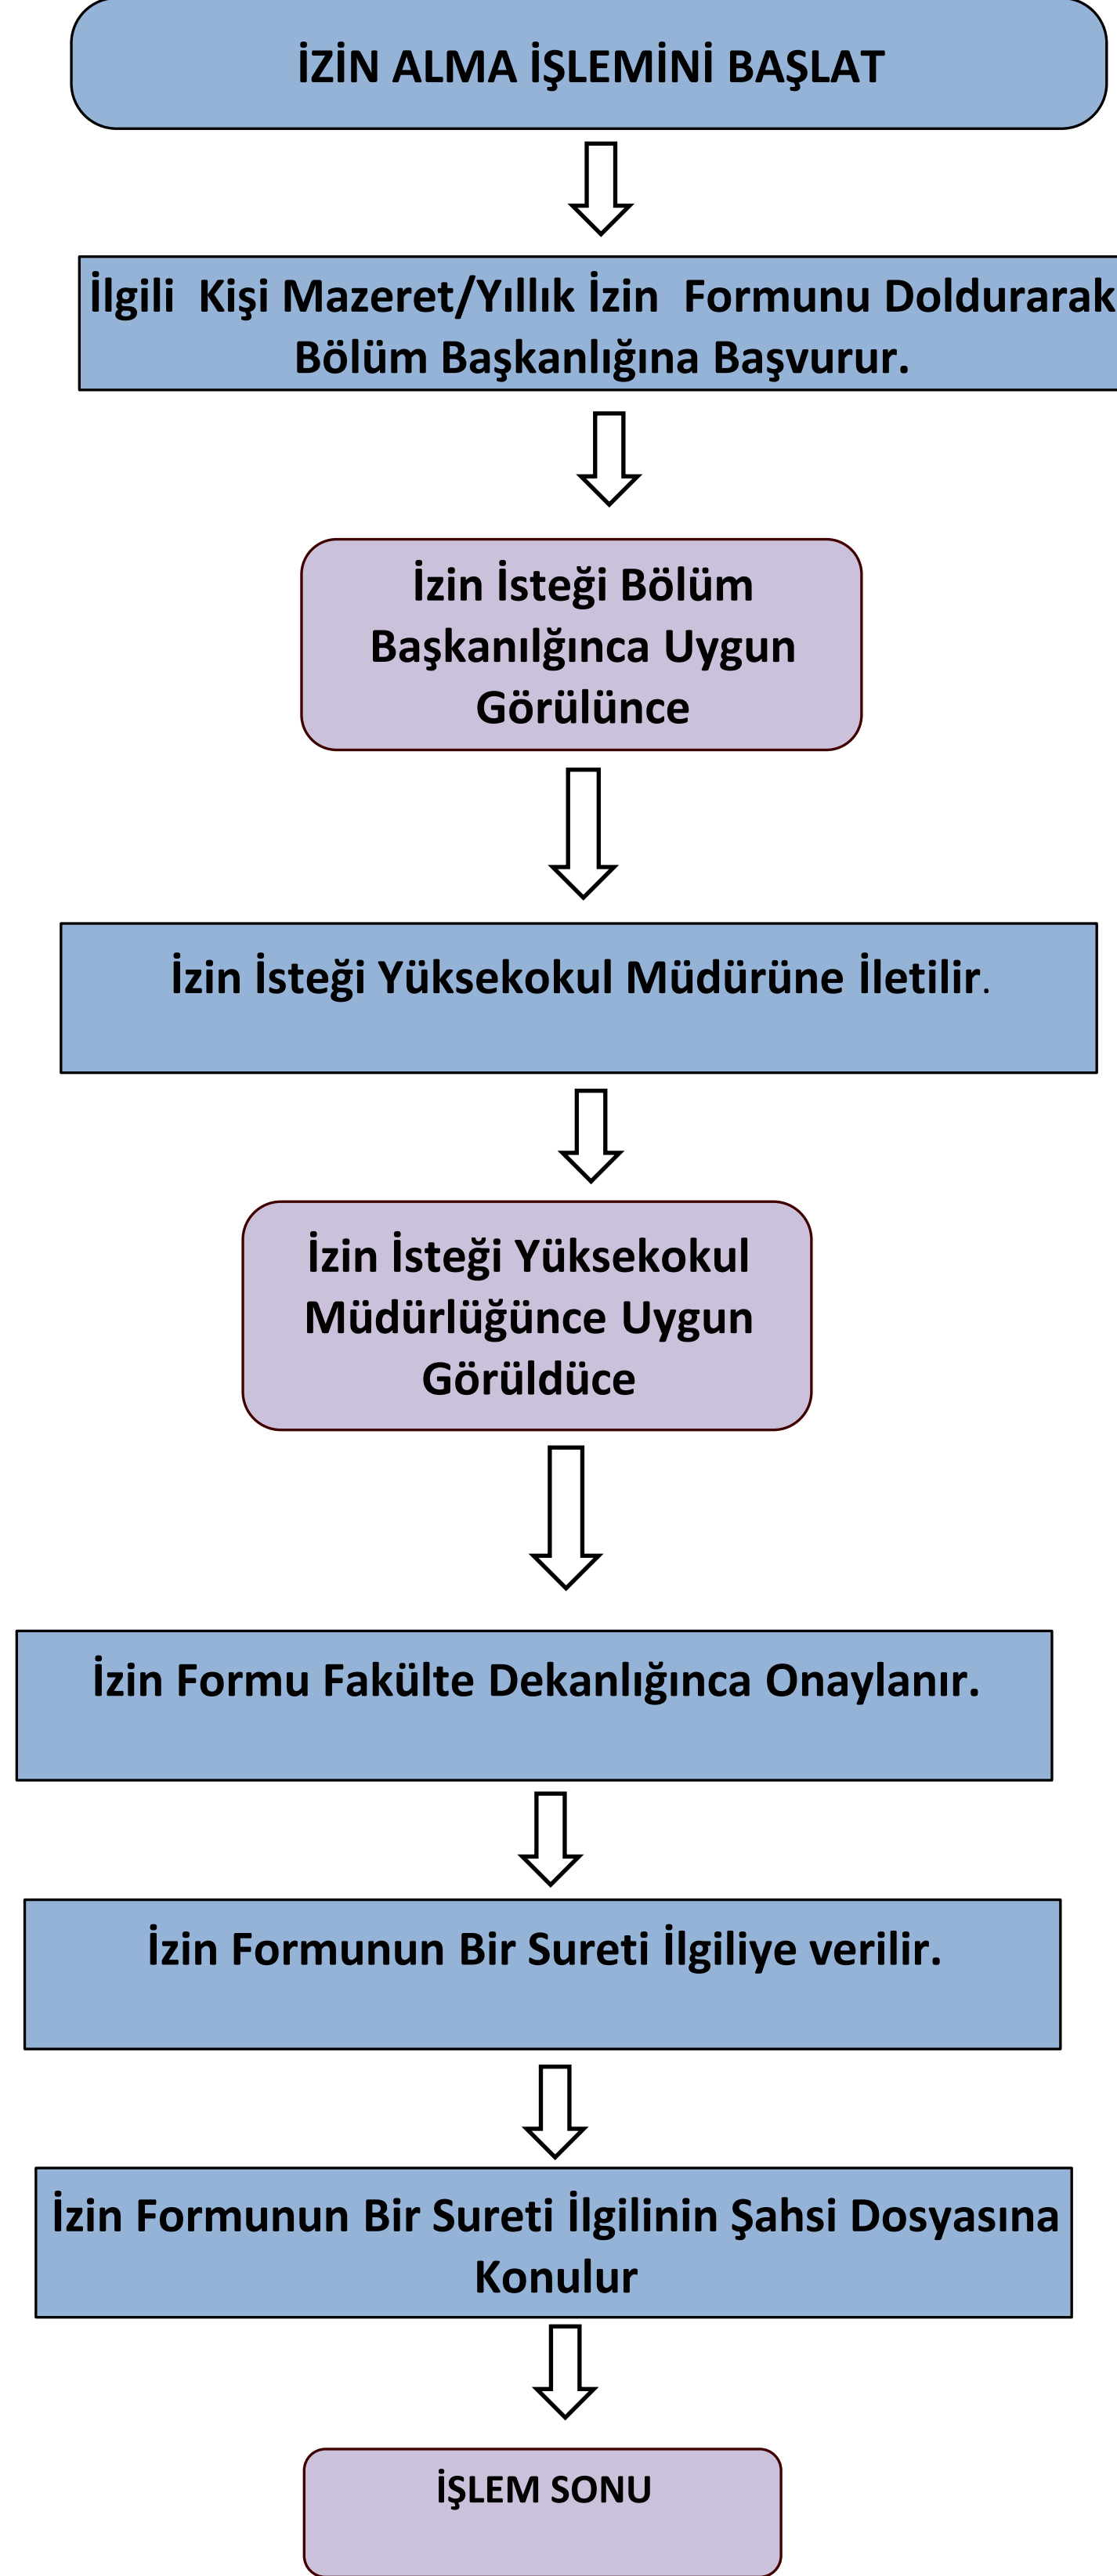 İZİN ALMA İŞLEMİNİ BAŞLAT
İlgili  Kişi Mazeret/Yıllık İzin  Formunu Doldurarak
Bölüm Başkanlığına Başvurur.
İzin İsteği Bölüm
Başkanılğınca Uygun
Görülünce
İzin İsteği Yüksekokul Müdürüne İletilir.
İzin İsteği Yüksekokul
Müdürlüğünce Uygun
Görüldüce
İzin Formu Fakülte Dekanlığınca Onaylanır.
İzin Formunun Bir Sureti İlgiliye verilir.
İzin Formunun Bir Sureti İlgilinin Şahsi Dosyasına
Konulur
İŞLEM SONU